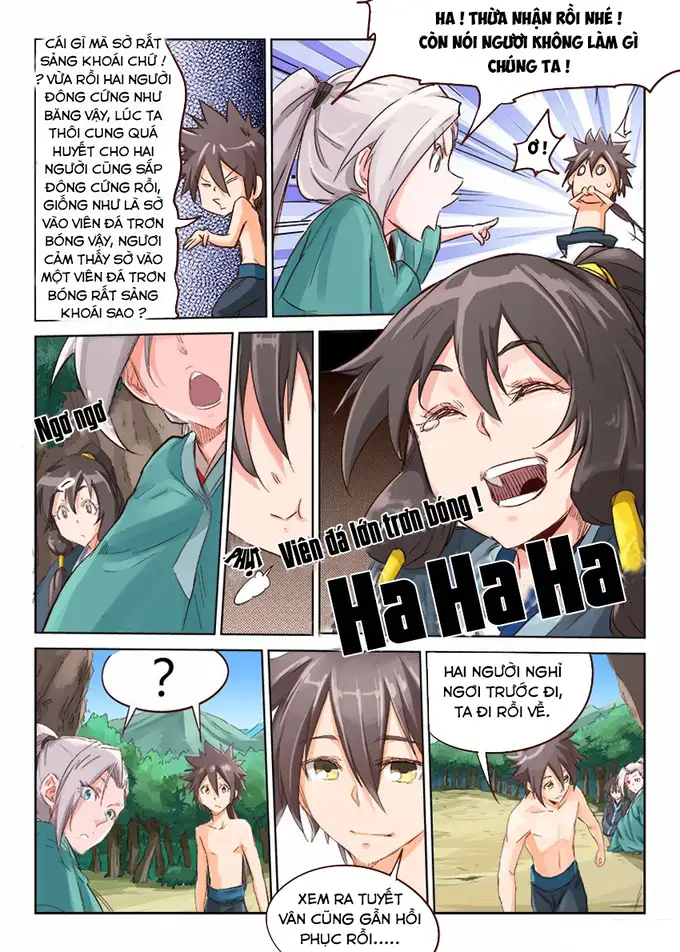 CÁI GÌ MÀ SỜ RẤT
SẢNG KHOÁI CHỨ !
? VỪA RỒI HAI NGƯỜI
ĐÔNG CỨNG NHƯ
BĂNG VẬY, LÚC TA
THÔI CUNG QUÁ
HUYẾT CHO HAI
NGƯỜI CŨNG SẮP
ĐÔNG CỨNG RỒI,
GIỐNG NHƯ LÀ SỜ
VÀO VIÊN ĐÁ TRƠN
BÓNG VẬY, NGƯƠI
CẢM THẤY SỜ VÀO
MỘT VIÊN ĐÁ TRƠN
BÓNG RẤT SẢNG
KHOÁI SAO ?
HA ! THỪA NHẬN RỒI NHÉ !
CÒN NÓI NGƯƠI KHÔNG LÀM GÌ
CHÚNG TA !
Ơ !
Ngơ ngơ
PHỤT
Viên đá lớn trơn bóng !
Ha Ha Ha
?
XEM RA TUYẾT
VÂN CŨNG GẦN HỒI
PHỤC RỒI.....
HAI NGƯỜI NGHỈ
NGƠI TRƯỚC ĐI,
TA ĐI RỒI VỀ.